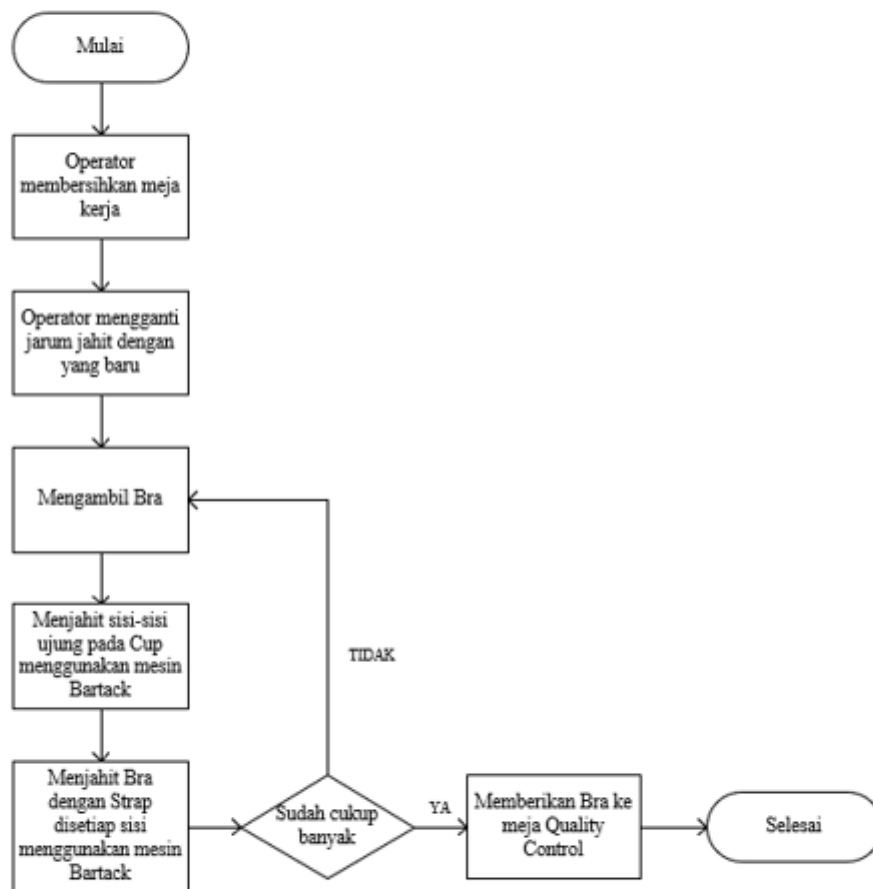 Mulai
Operator
membersihkan meja
kerja
Operator mengganti
jarum jahit dengan
yang baru
Mengambil Bra
Menjahit sisi-sisi
ujung pada Cup
menggunakan mesin
Bartack
TIDAK
Menjahit Bra
dengan Strap
disetiap sisi
menggunakan mesin
Bartack
Sudah cukup
banyak
YA
Memberikan Bra ke
meja Quality
Control
Selesai